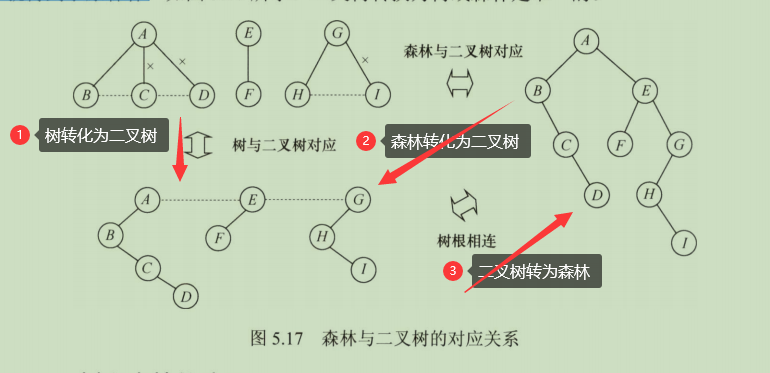 A E G
× ×
× 森林与二叉树对应
A
B C D F H I
B E
1 树转化为二叉树
树与二叉树对应
2 森林转化为二叉树
C F G
A E G
D H
B F H
树根相连
I
C I
3 二叉树转为森林
D
图 5.17 森林与二叉树的对应关系